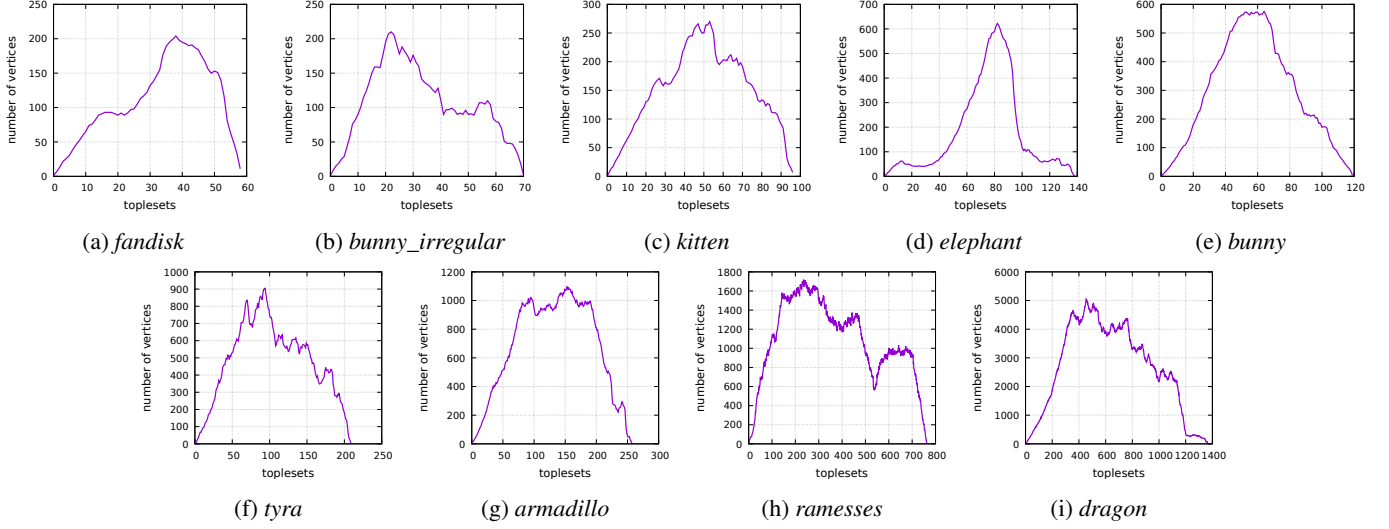 250
200
150
100
50
0
number of vertices
0 10 20 30 40 50 60
toplesets
(a) fandisk
250
200
150
100
50
0
number of vertices
0 10 20 30 40 50 60 70
toplesets
(b) bunny_irregular
300
250
200
150
100
50
0
number of vertices
0 10 20 30 40 50 60 70 80 90 100
toplesets
(c) kitten
700
600
500
400
300
200
100
0
number of vertices
0 20 40 60 80 100 120 140
toplesets
(d) elephant
600
500
400
300
200
100
0
number of vertices
0 20 40 60 80 100 120
toplesets
(e) bunny
1000
900
800
700
600
500
400
300
200
100
0
number of vertices
0 50 100 150 200 250
toplesets
(f) tyra
1200
1000
800
600
400
200
0
number of vertices
0 50 100 150 200 250 300
toplesets
(g) armadillo
1800
1600
1400
1200
1000
800
600
400
200
0
number of vertices
0 100 200 300 400 500 600 700 800
toplesets
(h) ramesses
6000
5000
4000
3000
2000
1000
0
number of vertices
0 200 400 600 800 1000 1200 1400
toplesets
(i) dragon